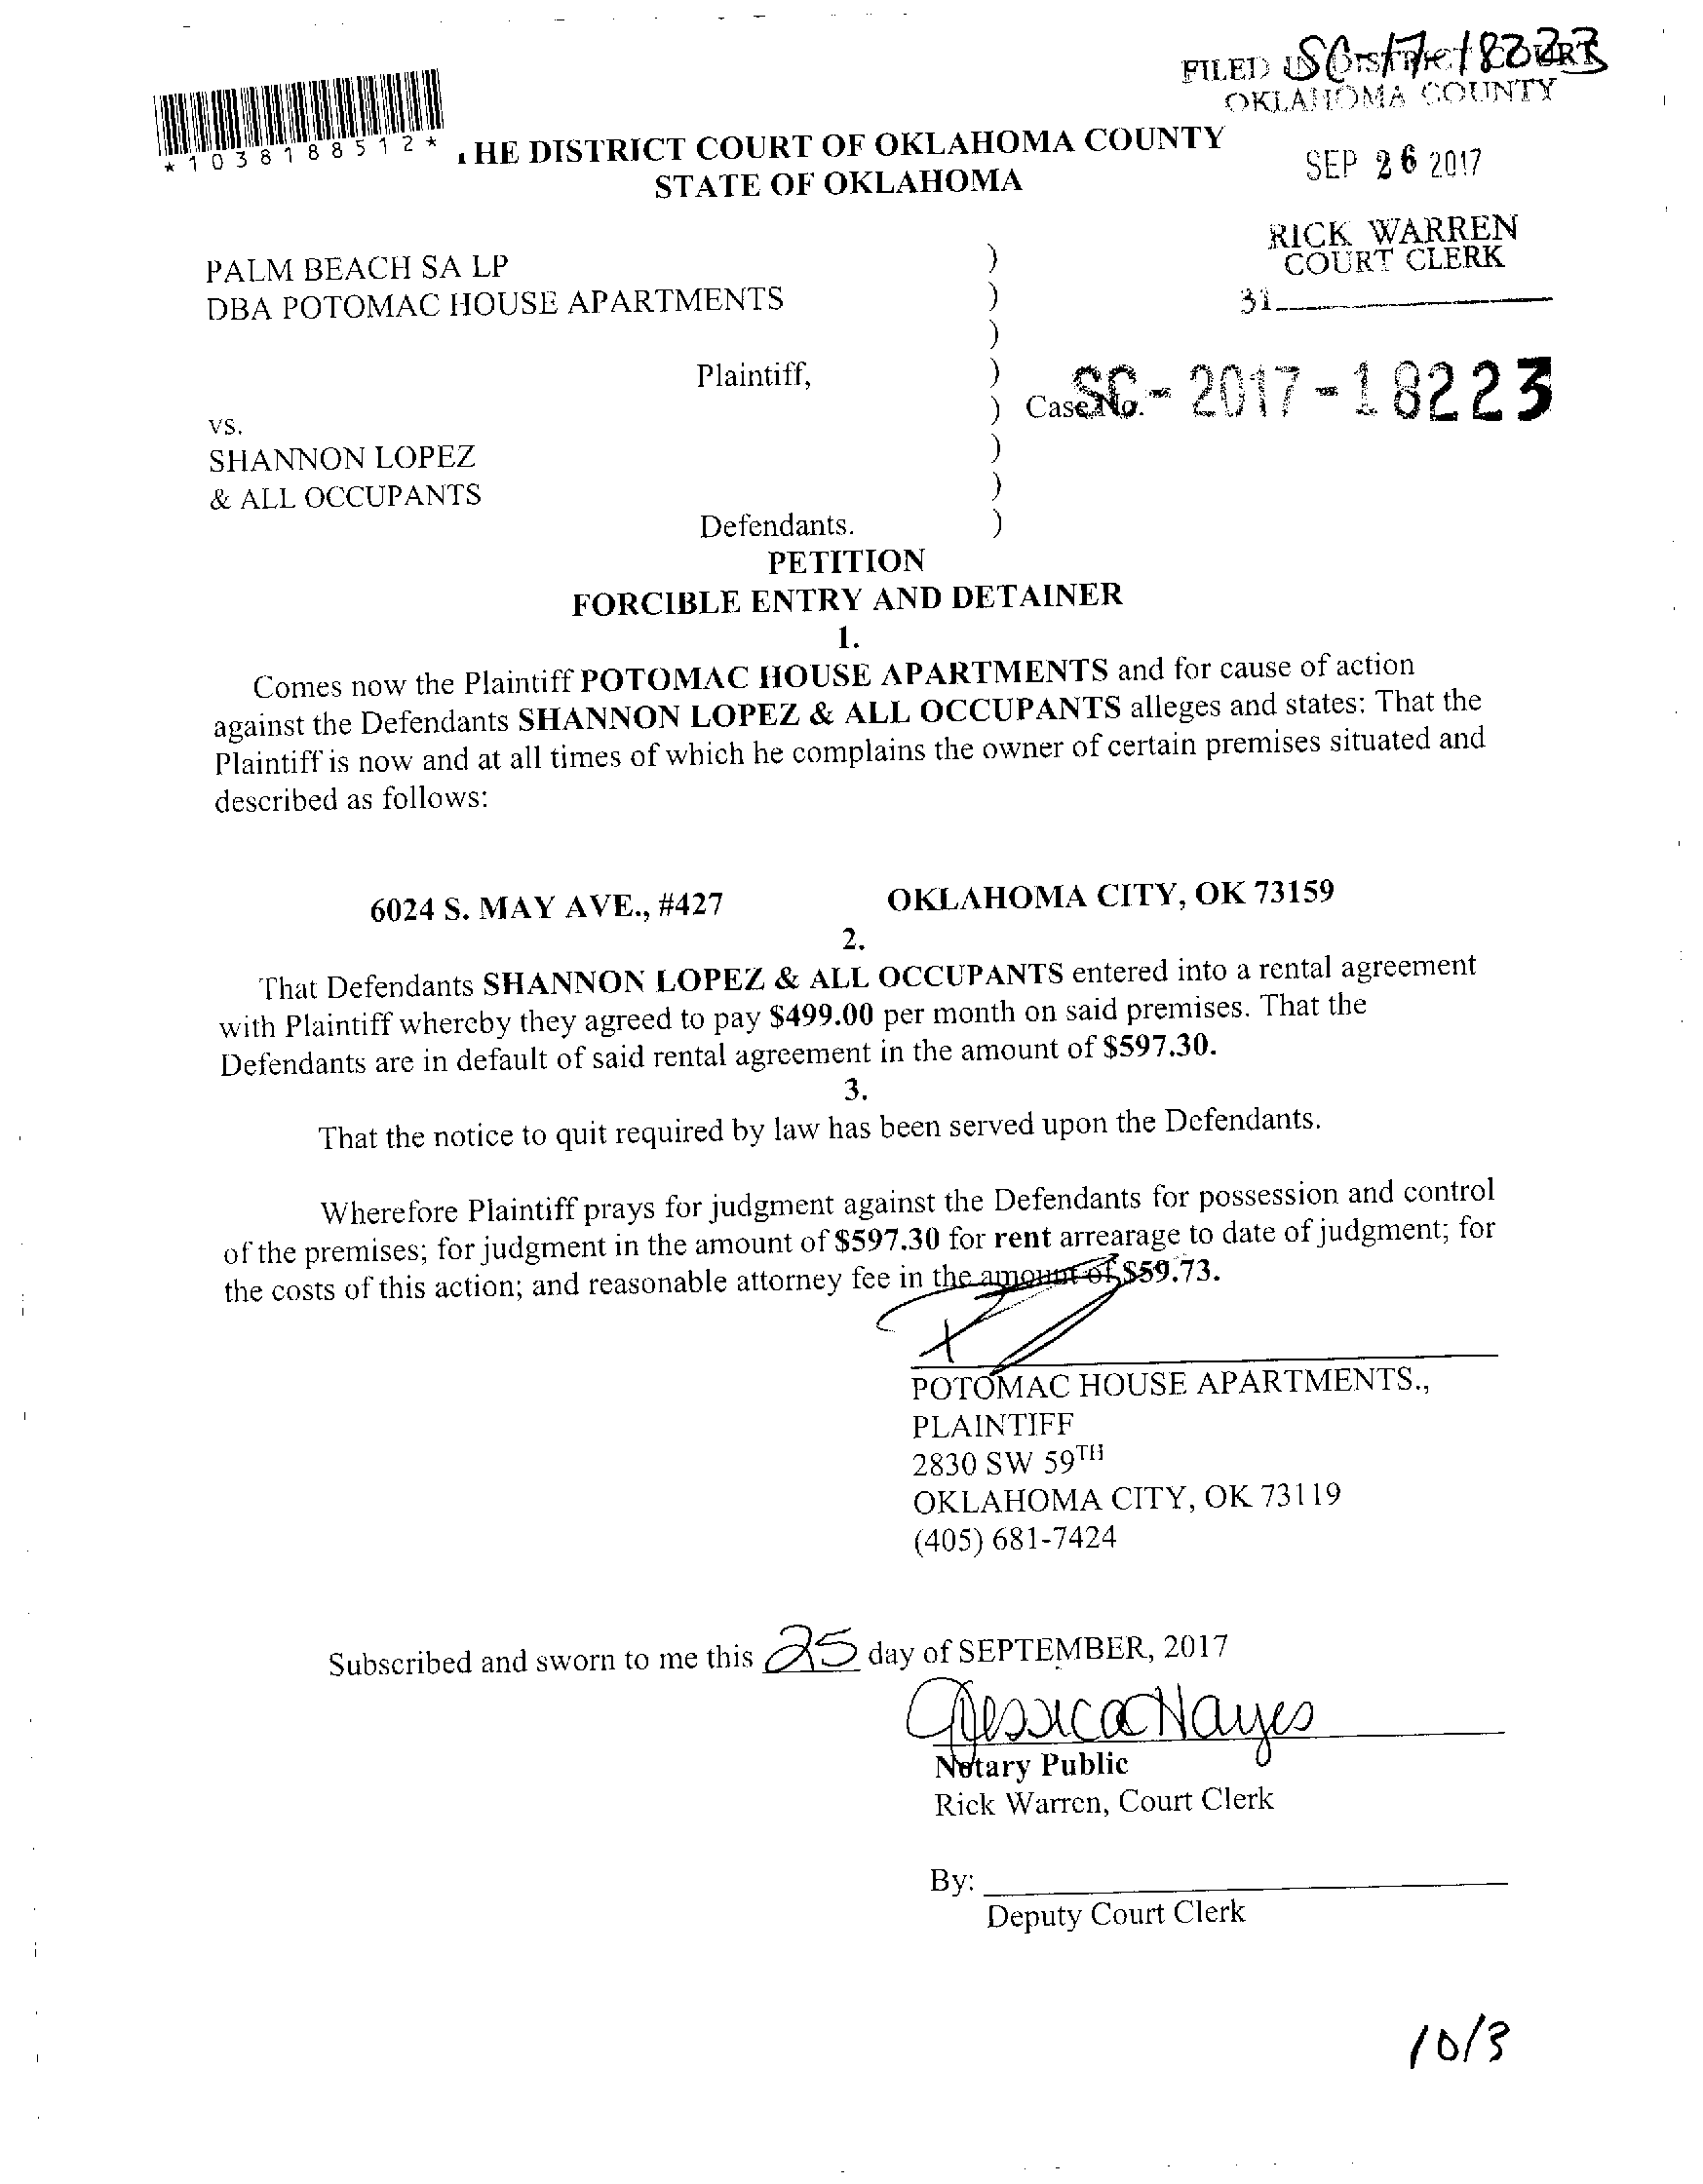 SC-17-18223
FILED IN DISTRICT COURT
OKLAHOMA COUNTY
*1038188512*
HE DISTRICT COURT OF OKLAHOMA COUNTY
STATE OF OKLAHOMA
SEP 26 2017
RICK WARREN
COURT CLERK
31
PALM BEACH SA LP )
DBA POTOMAC HOUSE APARTMENTS )
)
Plaintiff, )
) Case No. SC-2017-18223
vs.
SHANNON LOPEZ )
& ALL OCCUPANTS )
Defendants. )
PETITION
FORCIBLE ENTRY AND DETAINER
1.
Comes now the Plaintiff POTOMAC HOUSE APARTMENTS and for cause of action
against the Defendants SHANNON LOPEZ & ALL OCCUPANTS alleges and states: That the
Plaintiff is now and at all times of which he complains the owner of certain premises situated and
described as follows:
6024 S. MAY AVE., #427 OKLAHOMA CITY, OK 73159
2.
That Defendants SHANNON LOPEZ & ALL OCCUPANTS entered into a rental agreement
with Plaintiff whereby they agreed to pay $499.00 per month on said premises. That the
Defendants are in default of said rental agreement in the amount of $597.30.
3.
That the notice to quit required by law has been served upon the Defendants.
Wherefore Plaintiff prays for judgment against the Defendants for possession and control
of the premises; for judgment in the amount of $597.30 for rent arrearage to date of judgment; for
the costs of this action; and reasonable attorney fee in the amount of $59.73.
POTOMAC HOUSE APARTMENTS.,
PLAINTIFF
2830 SW 59TH
OKLAHOMA CITY, OK 73119
(405) 681-7424
Subscribed and sworn to me this 25 day of SEPTEMBER, 2017
Jessica Hayes
Notary Public
Rick Warren, Court Clerk
By:
Deputy Court Clerk
10/3